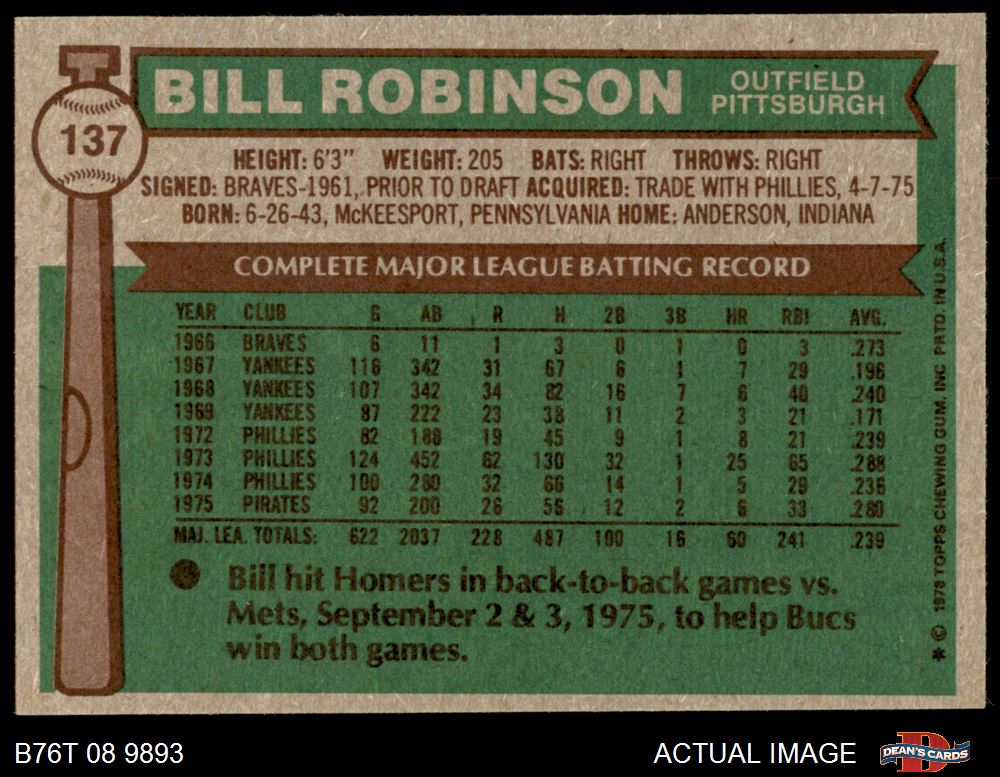 BILL ROBINSON
OUTFIELD
PITTSBURGH
137
HEIGHT: 6'3" WEIGHT: 205 BATS: RIGHT THROWS: RIGHT
SIGNED: BRAVES-1961, PRIOR TO DRAFT ACQUIRED: TRADE WITH PHILLIES, 4-7-75
BORN: 6-26-43, McKEESPORT, PENNSYLVANIA HOME: ANDERSON, INDIANA
COMPLETE MAJOR LEAGUE BATTING RECORD
YEAR CLUB G AB R H 2B 3B HR RBI AVG.
1966 BRAVES 6 11 1 3 0 1 0 3 .273
1967 YANKEES 116 342 31 67 6 1 7 29 .196
1968 YANKEES 107 342 34 82 16 7 6 40 .240
1969 YANKEES 87 222 23 38 11 2 3 21 .171
1972 PHILLIES 82 188 19 45 9 1 8 21 .239
1973 PHILLIES 124 452 62 130 32 1 25 65 .288
1974 PHILLIES 100 280 32 66 14 1 5 29 .236
1975 PIRATES 92 200 26 56 12 2 6 33 .280
MAJ. LEA. TOTALS: 622 2037 228 487 100 16 60 241 .239
Bill hit Homers in back-to-back games vs.
Mets, September 2 & 3, 1975, to help Bucs
win both games.
* © 1976 TOPPS CHEWING GUM, INC PRTD. IN U.S.A.
B76T 08 9893
ACTUAL IMAGE
D
DEAN'S CARDS